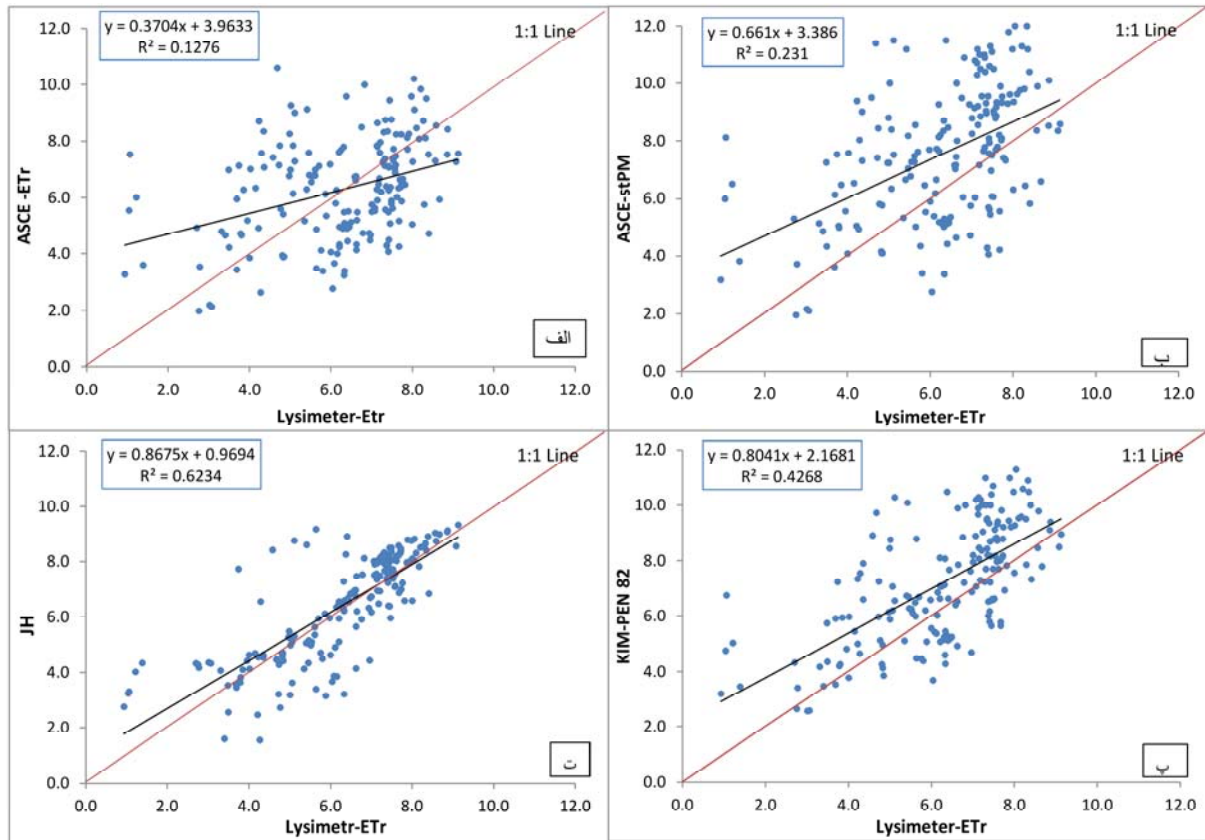 y = 0.3704x + 3.9633
R² = 0.1276
1:1 Line
12.0
10.0
8.0
6.0
4.0
2.0
0.0
ASCE -ETr
الف
0.0 2.0 4.0 6.0 8.0 10.0 12.0
Lysimeter-Etr
y = 0.661x + 3.386
R² = 0.231
1:1 Line
12.0
10.0
8.0
6.0
4.0
2.0
0.0
ASCE-stPM
0.0 2.0 4.0 6.0 8.0 10.0 12.0
Lysimeter-ETr
y = 0.8675x + 0.9694
R² = 0.6234
1:1 Line
12.0
10.0
8.0
6.0
4.0
2.0
0.0
JH
ت
0.0 2.0 4.0 6.0 8.0 10.0 12.0
Lysimetr-ETr
y = 0.8041x + 2.1681
R² = 0.4268
1:1 Line
12.0
10.0
8.0
6.0
4.0
2.0
0.0
KIM-PEN 82
پ
0.0 2.0 4.0 6.0 8.0 10.0 12.0
Lysimeter-ETr